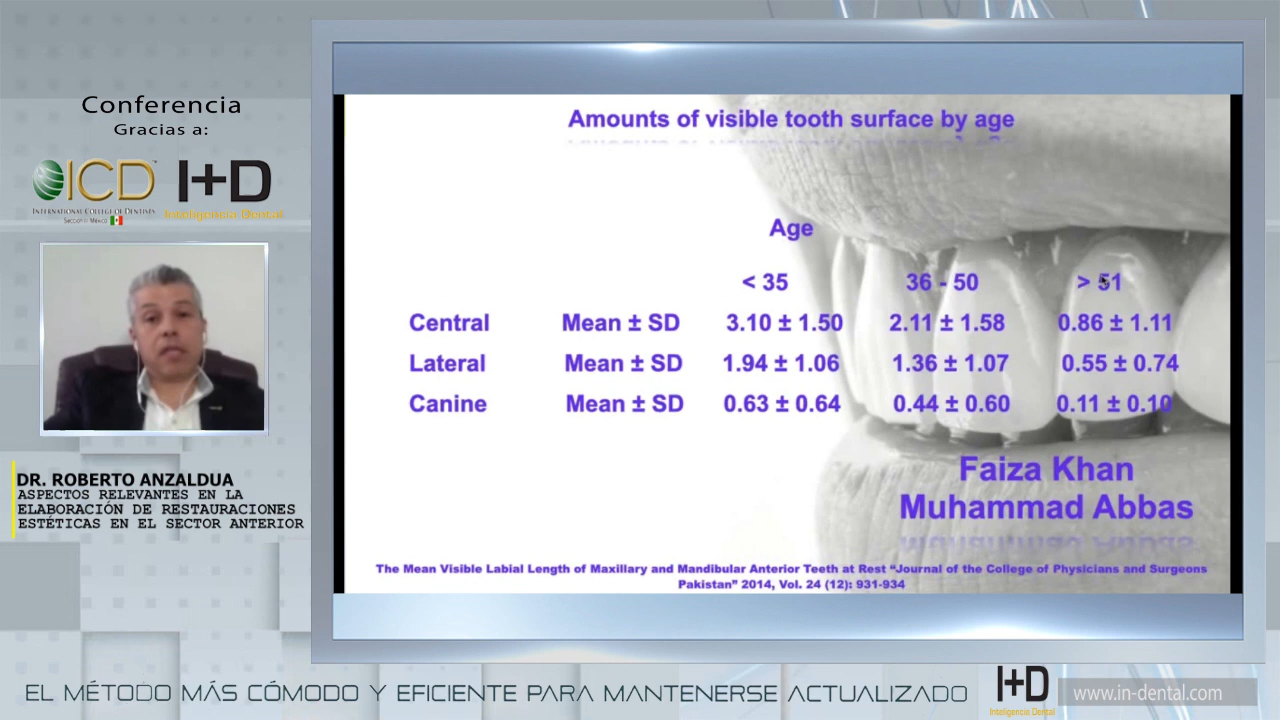 Conferencia
Gracias a:
ICD
INTERNATIONAL COLLEGE OF DENTISTS
Section México
I+D
Inteligencia Dental
DR. ROBERTO ANZALDUA
ASPECTOS RELEVANTES EN LA
ELABORACIÓN DE RESTAURACIONES
ESTÉTICAS EN EL SECTOR ANTERIOR
Amounts of visible tooth surface by age
Age
< 35 36 - 50 > 51
Central Mean ± SD 3.10 ± 1.50 2.11 ± 1.58 0.86 ± 1.11
Lateral Mean ± SD 1.94 ± 1.06 1.36 ± 1.07 0.55 ± 0.74
Canine Mean ± SD 0.63 ± 0.64 0.44 ± 0.60 0.11 ± 0.10
Faiza Khan
Muhammad Abbas
The Mean Visible Labial Length of Maxillary and Mandibular Anterior Teeth at Rest “Journal of the College of Physicians and Surgeons
Pakistan” 2014, Vol. 24 (12): 931-934
EL MÉTODO MÁS CÓMODO Y EFICIENTE PARA MANTENERSE ACTUALIZADO
I+D
Inteligencia Dental
www.in-dental.com